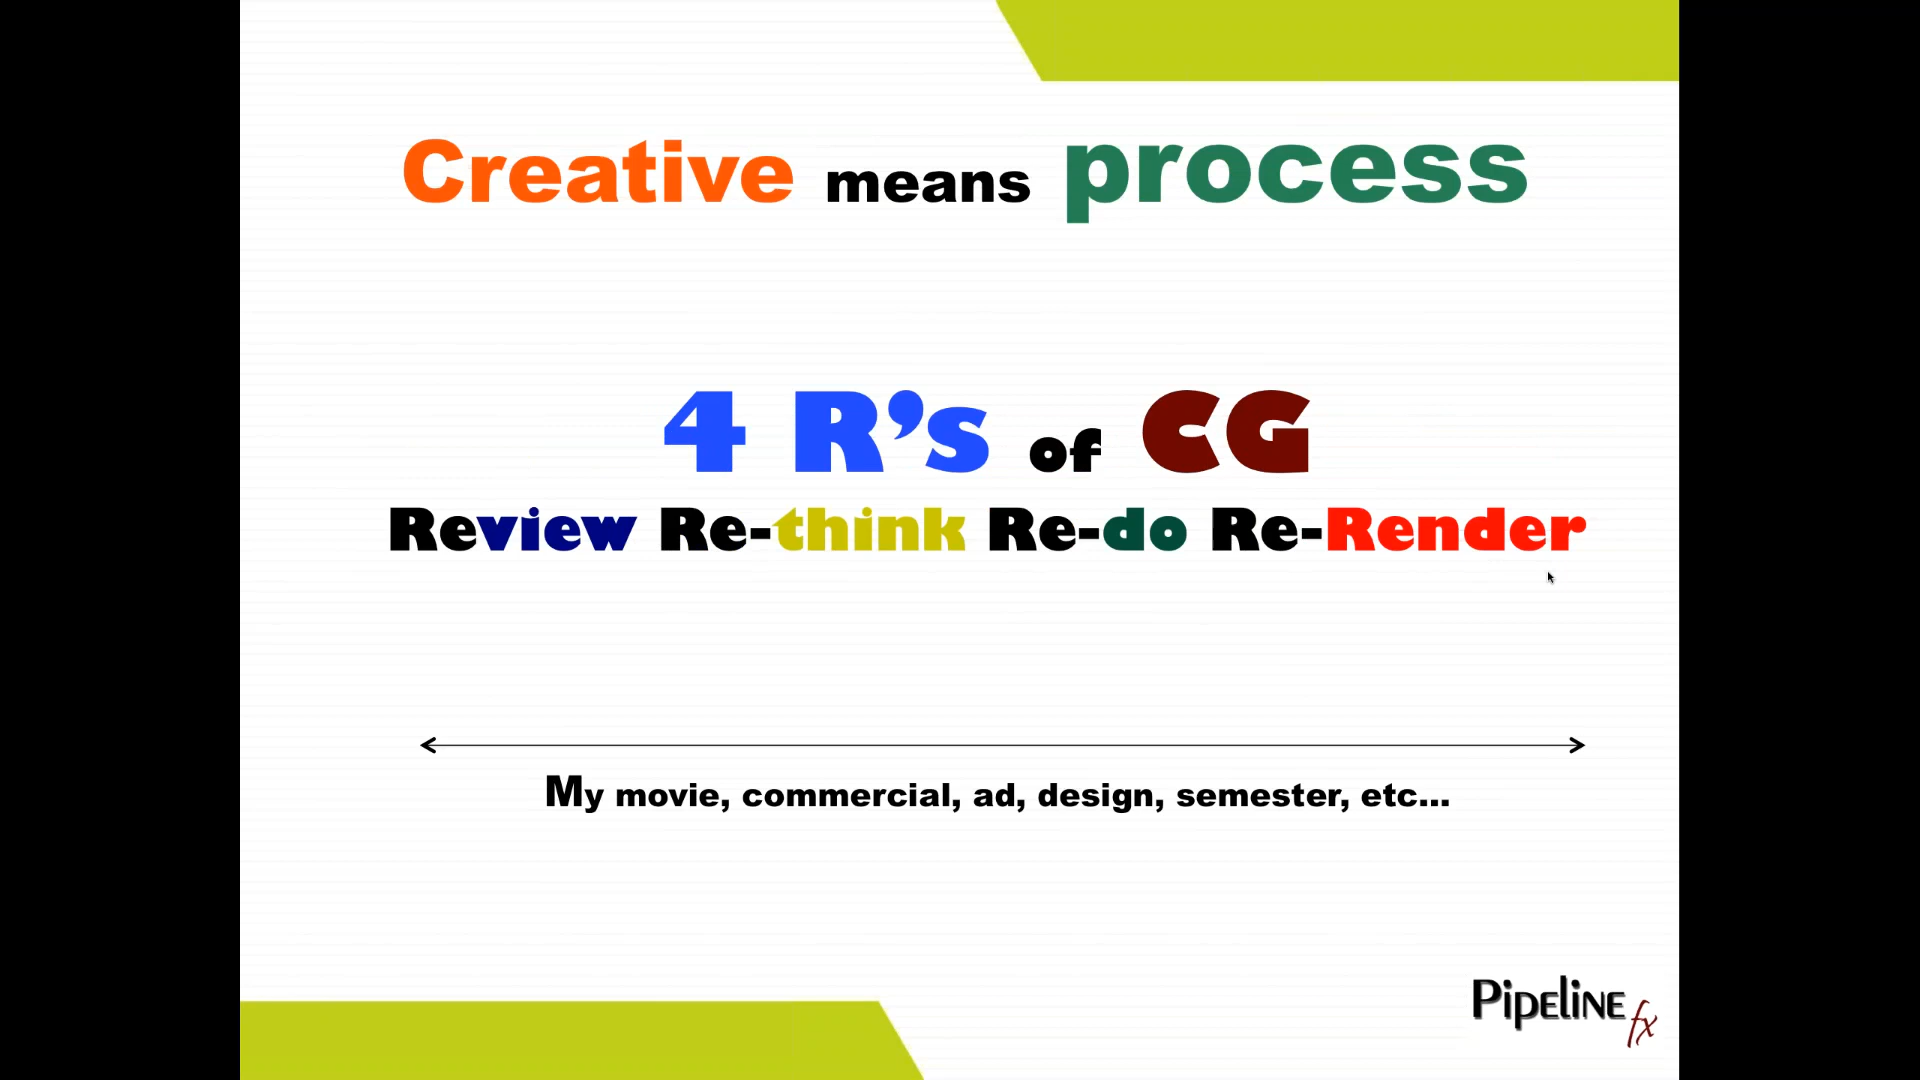 Creative means process
4 R’s of CG
Review Re-think Re-do Re-Render
My movie, commercial, ad, design, semester, etc...
Pipeline fx